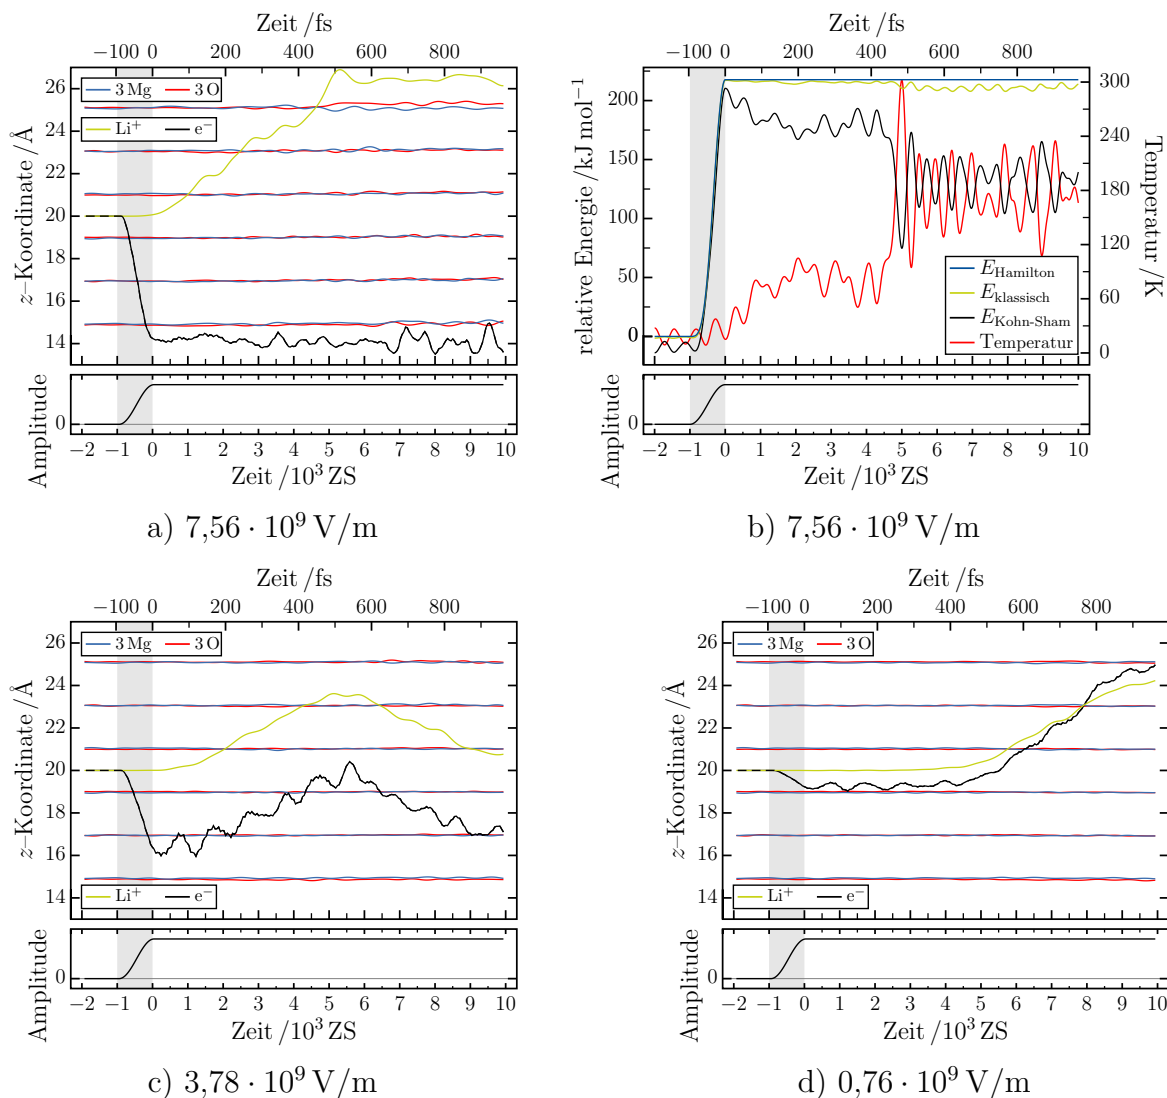 Zeit /fs
−100 0 200 400 600 800
26
24
22
20
18
16
14
z–Koordinate /Å
3 Mg 3 O
Li⁺ e⁻
Amplitude
0
−2 −1 0 1 2 3 4 5 6 7 8 9 10
Zeit /10³ ZS
a) 7,56 · 10⁹ V/m
Zeit /fs
−100 0 200 400 600 800
200
150
100
50
0
relative Energie /kJ mol⁻¹
300
240
180
120
60
0
Temperatur /K
E_Hamilton
E_klassisch
E_Kohn-Sham
Temperatur
Amplitude
0
−2 −1 0 1 2 3 4 5 6 7 8 9 10
Zeit /10³ ZS
b) 7,56 · 10⁹ V/m
Zeit /fs
−100 0 200 400 600 800
26
24
22
20
18
16
14
z–Koordinate /Å
3 Mg 3 O
Li⁺ e⁻
Amplitude
0
−2 −1 0 1 2 3 4 5 6 7 8 9 10
Zeit /10³ ZS
c) 3,78 · 10⁹ V/m
Zeit /fs
−100 0 200 400 600 800
26
24
22
20
18
16
14
z–Koordinate /Å
3 Mg 3 O
Li⁺ e⁻
Amplitude
0
−2 −1 0 1 2 3 4 5 6 7 8 9 10
Zeit /10³ ZS
d) 0,76 · 10⁹ V/m